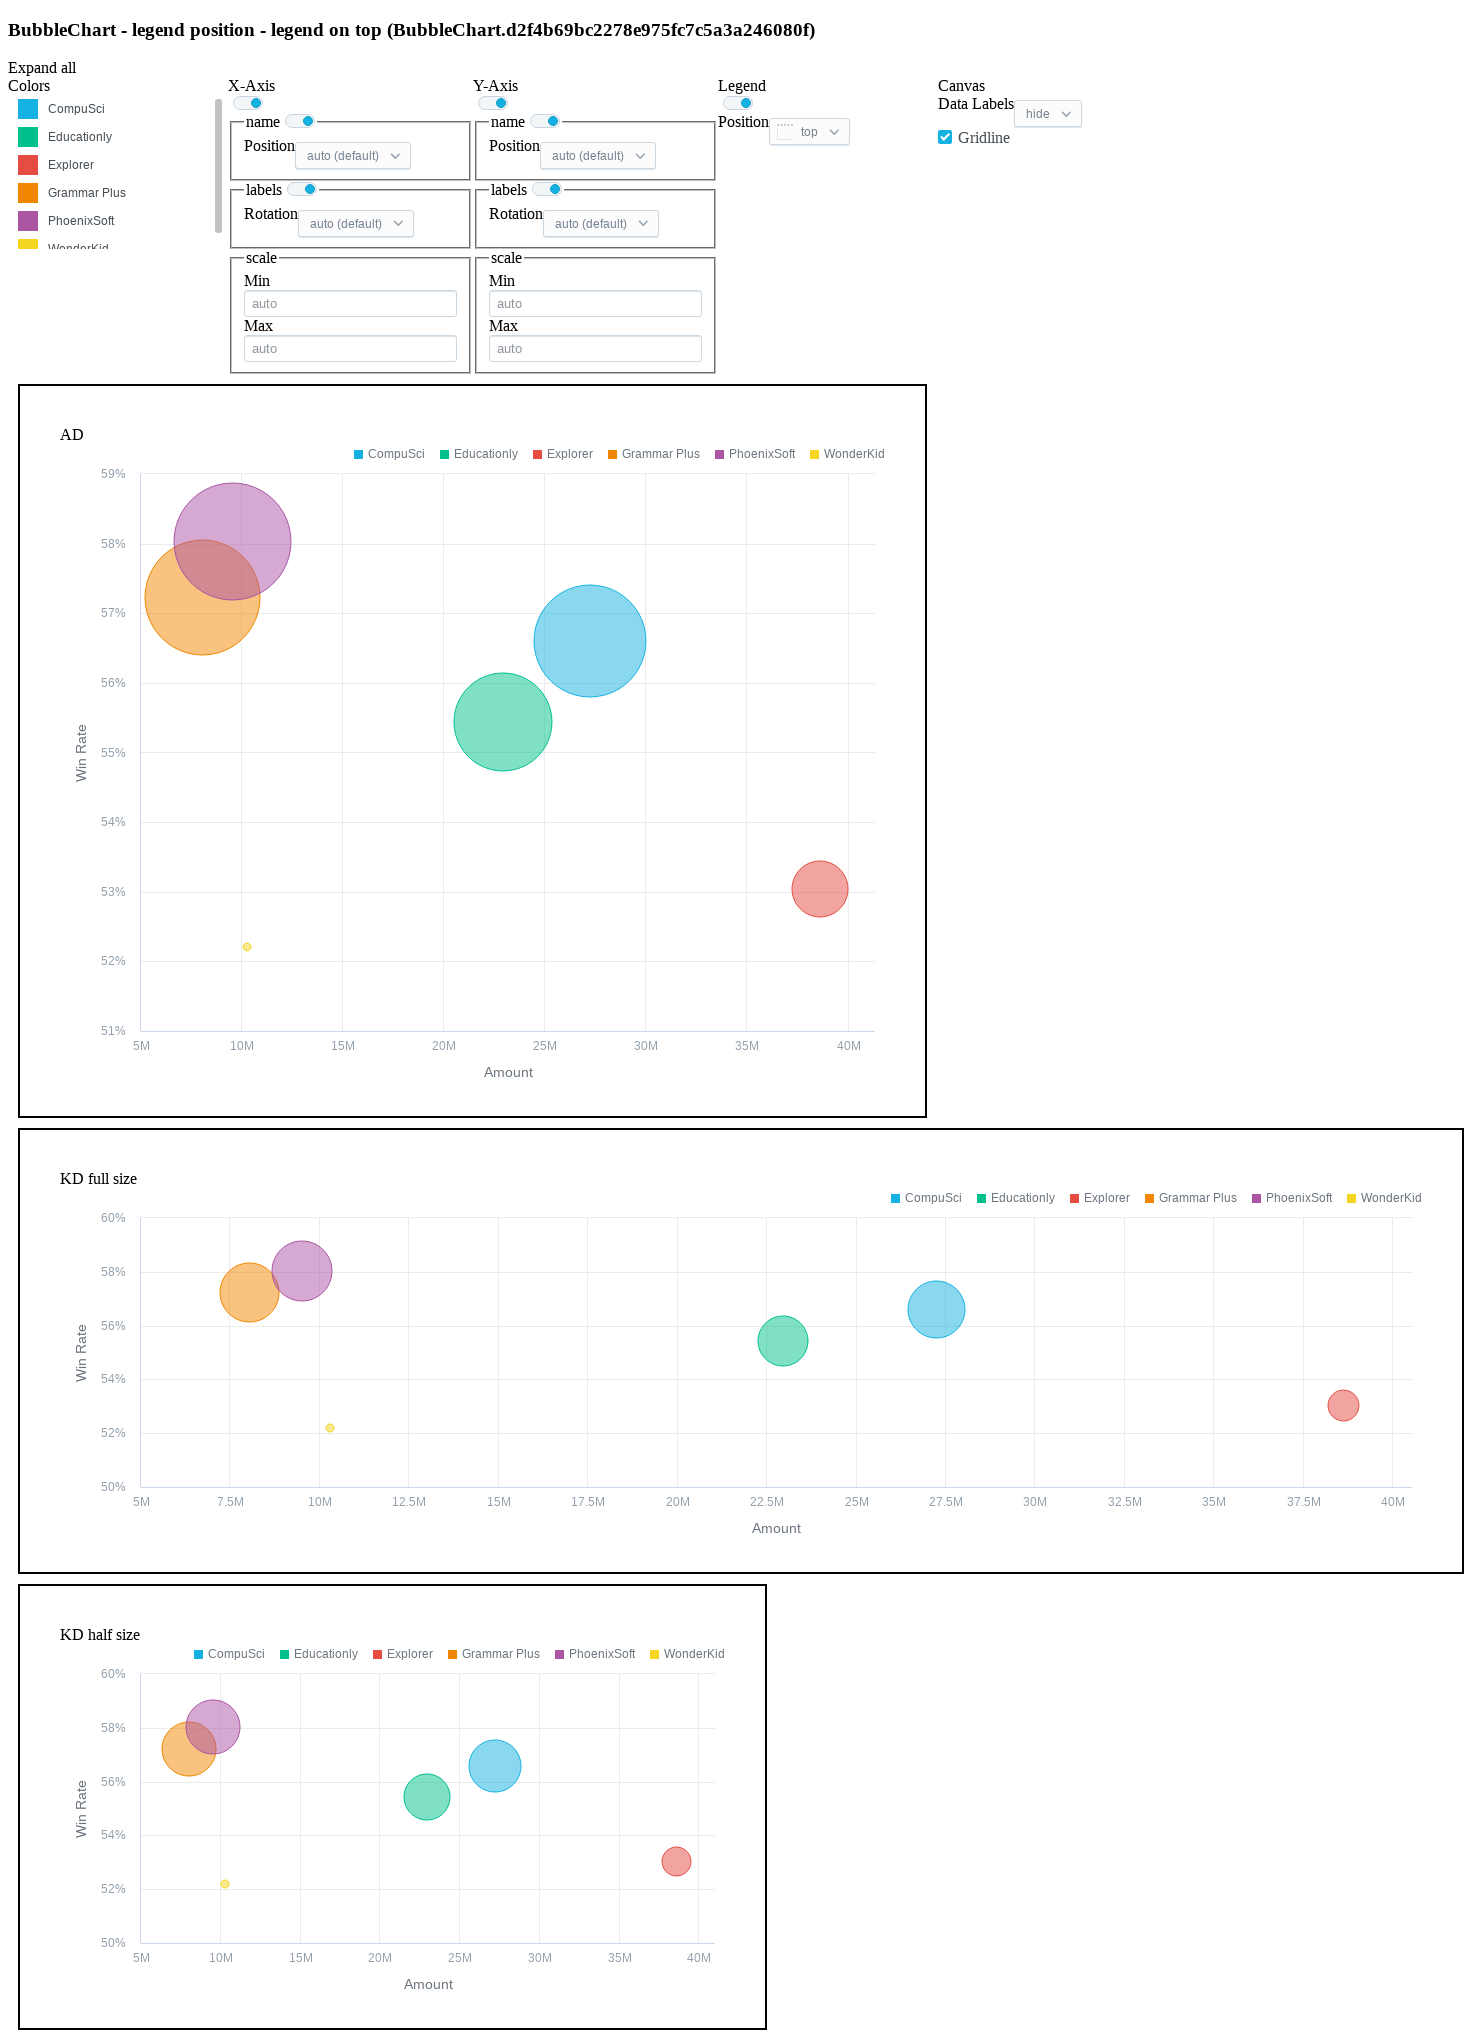 BubbleChart - legend position - legend on top (BubbleChart.d2f4b69bc2278e975fc7c5a3a246080f)
Expand all
Colors
CompuSci
Educationly
Explorer
Grammar Plus
PhoenixSoft
WonderKid
X-Axis
name
Position auto (default)
labels
Rotation auto (default)
scale
Min
auto
Max
auto
Y-Axis
name
Position auto (default)
labels
Rotation auto (default)
scale
Min
auto
Max
auto
Legend
Position top
Canvas
Data Labels hide
Gridline
AD
CompuSci Educationly Explorer Grammar Plus PhoenixSoft WonderKid
59%
58%
57%
56%
55%
54%
53%
52%
51%
Win Rate
5M 10M 15M 20M 25M 30M 35M 40M
Amount
KD full size
CompuSci Educationly Explorer Grammar Plus PhoenixSoft WonderKid
60%
58%
56%
54%
52%
50%
Win Rate
5M 7.5M 10M 12.5M 15M 17.5M 20M 22.5M 25M 27.5M 30M 32.5M 35M 37.5M 40M
Amount
KD half size
CompuSci Educationly Explorer Grammar Plus PhoenixSoft WonderKid
60%
58%
56%
54%
52%
50%
Win Rate
5M 10M 15M 20M 25M 30M 35M 40M
Amount